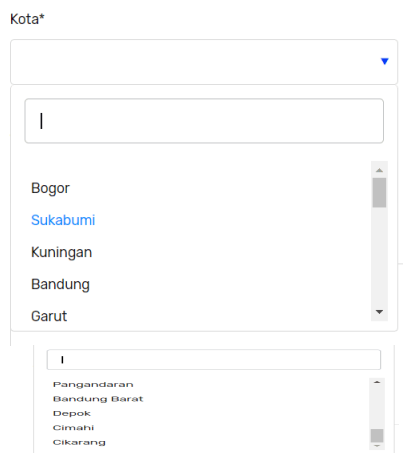 Kota*
Bogor
Sukabumi
Kuningan
Bandung
Garut
Pangandaran
Bandung Barat
Depok
Cimahi
Cikarang